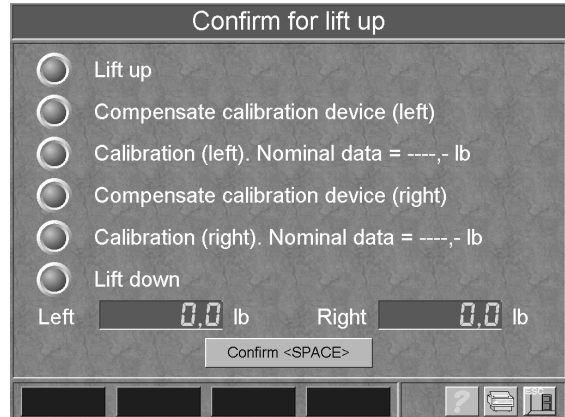 Confirm for lift up
Lift up
Compensate calibration device (left)
Calibration (left). Nominal data = ----,- lb
Compensate calibration device (right)
Calibration (right). Nominal data = ----,- lb
Lift down
Left 0,0 lb Right 0,0 lb
Confirm <SPACE>
? ESC